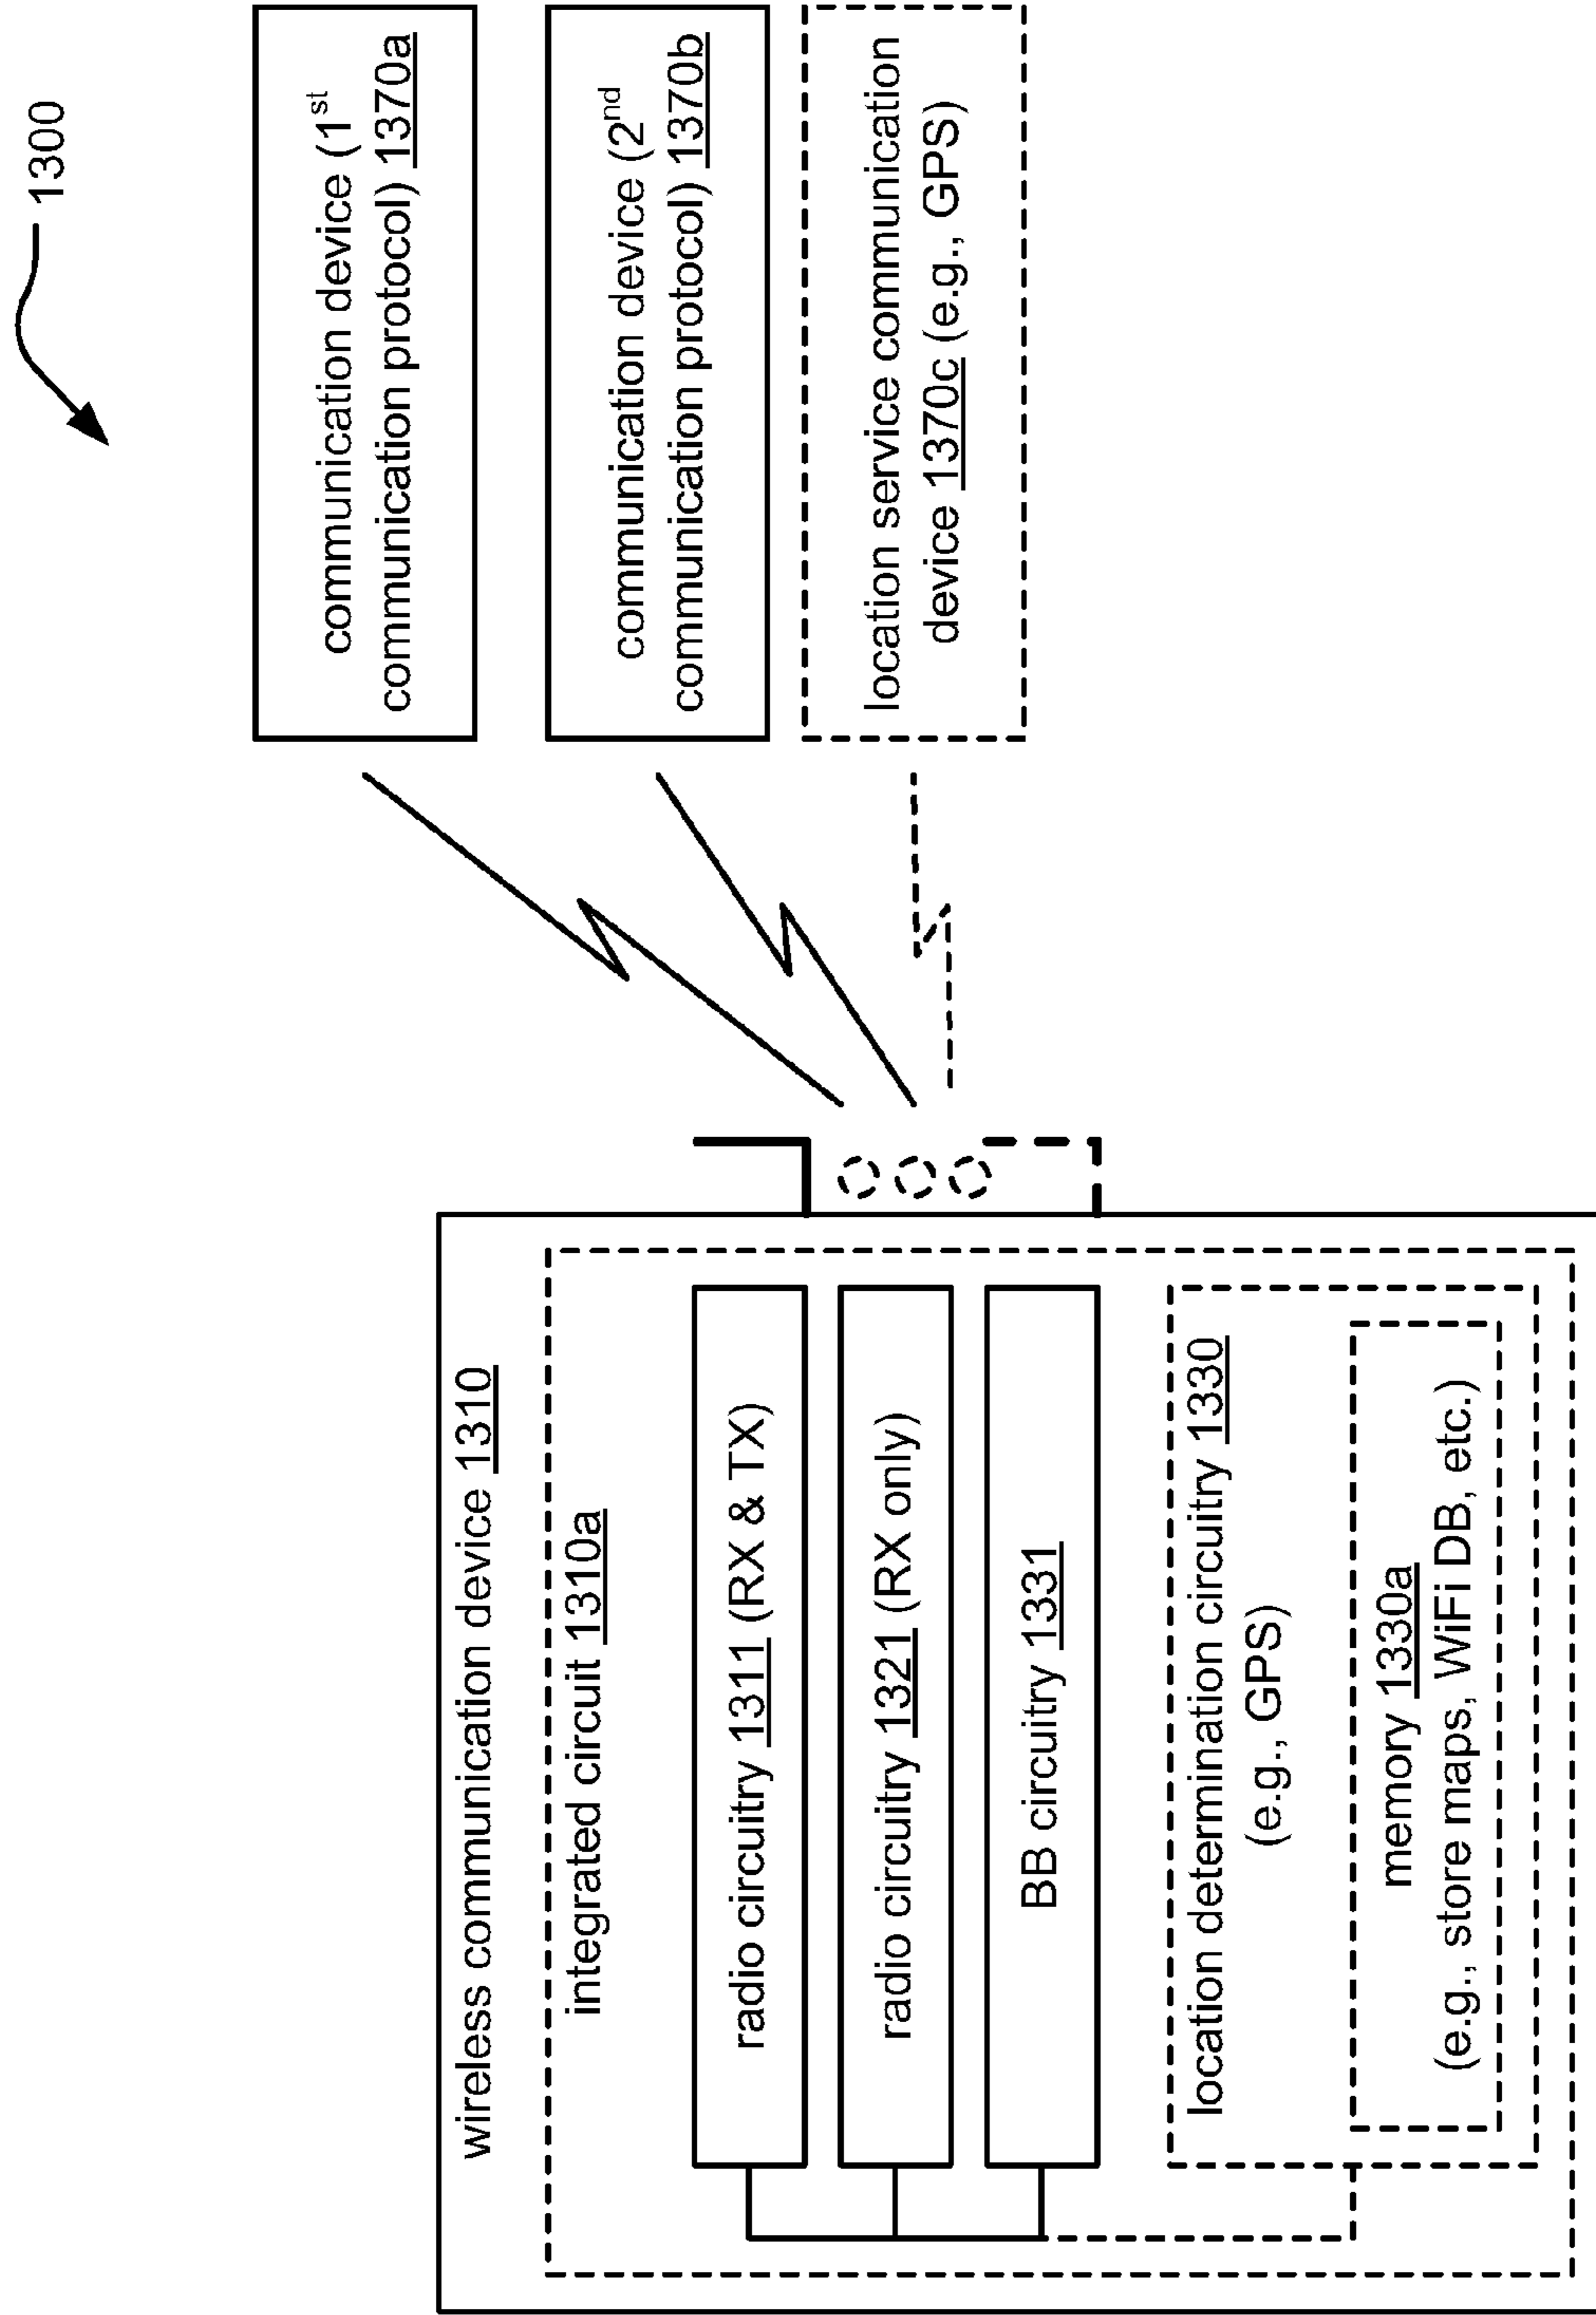 1300
wireless communication device 1310
integrated circuit 1310a
radio circuitry 1311 (RX & TX)
radio circuitry 1321 (RX only)
BB circuitry 1331
location determination circuitry 1330
(e.g., GPS)
memory 1330a
(e.g., store maps, WiFi DB, etc.)
communication device (1st
communication protocol) 1370a
communication device (2nd
communication protocol) 1370b
location service communication
device 1370c (e.g., GPS)